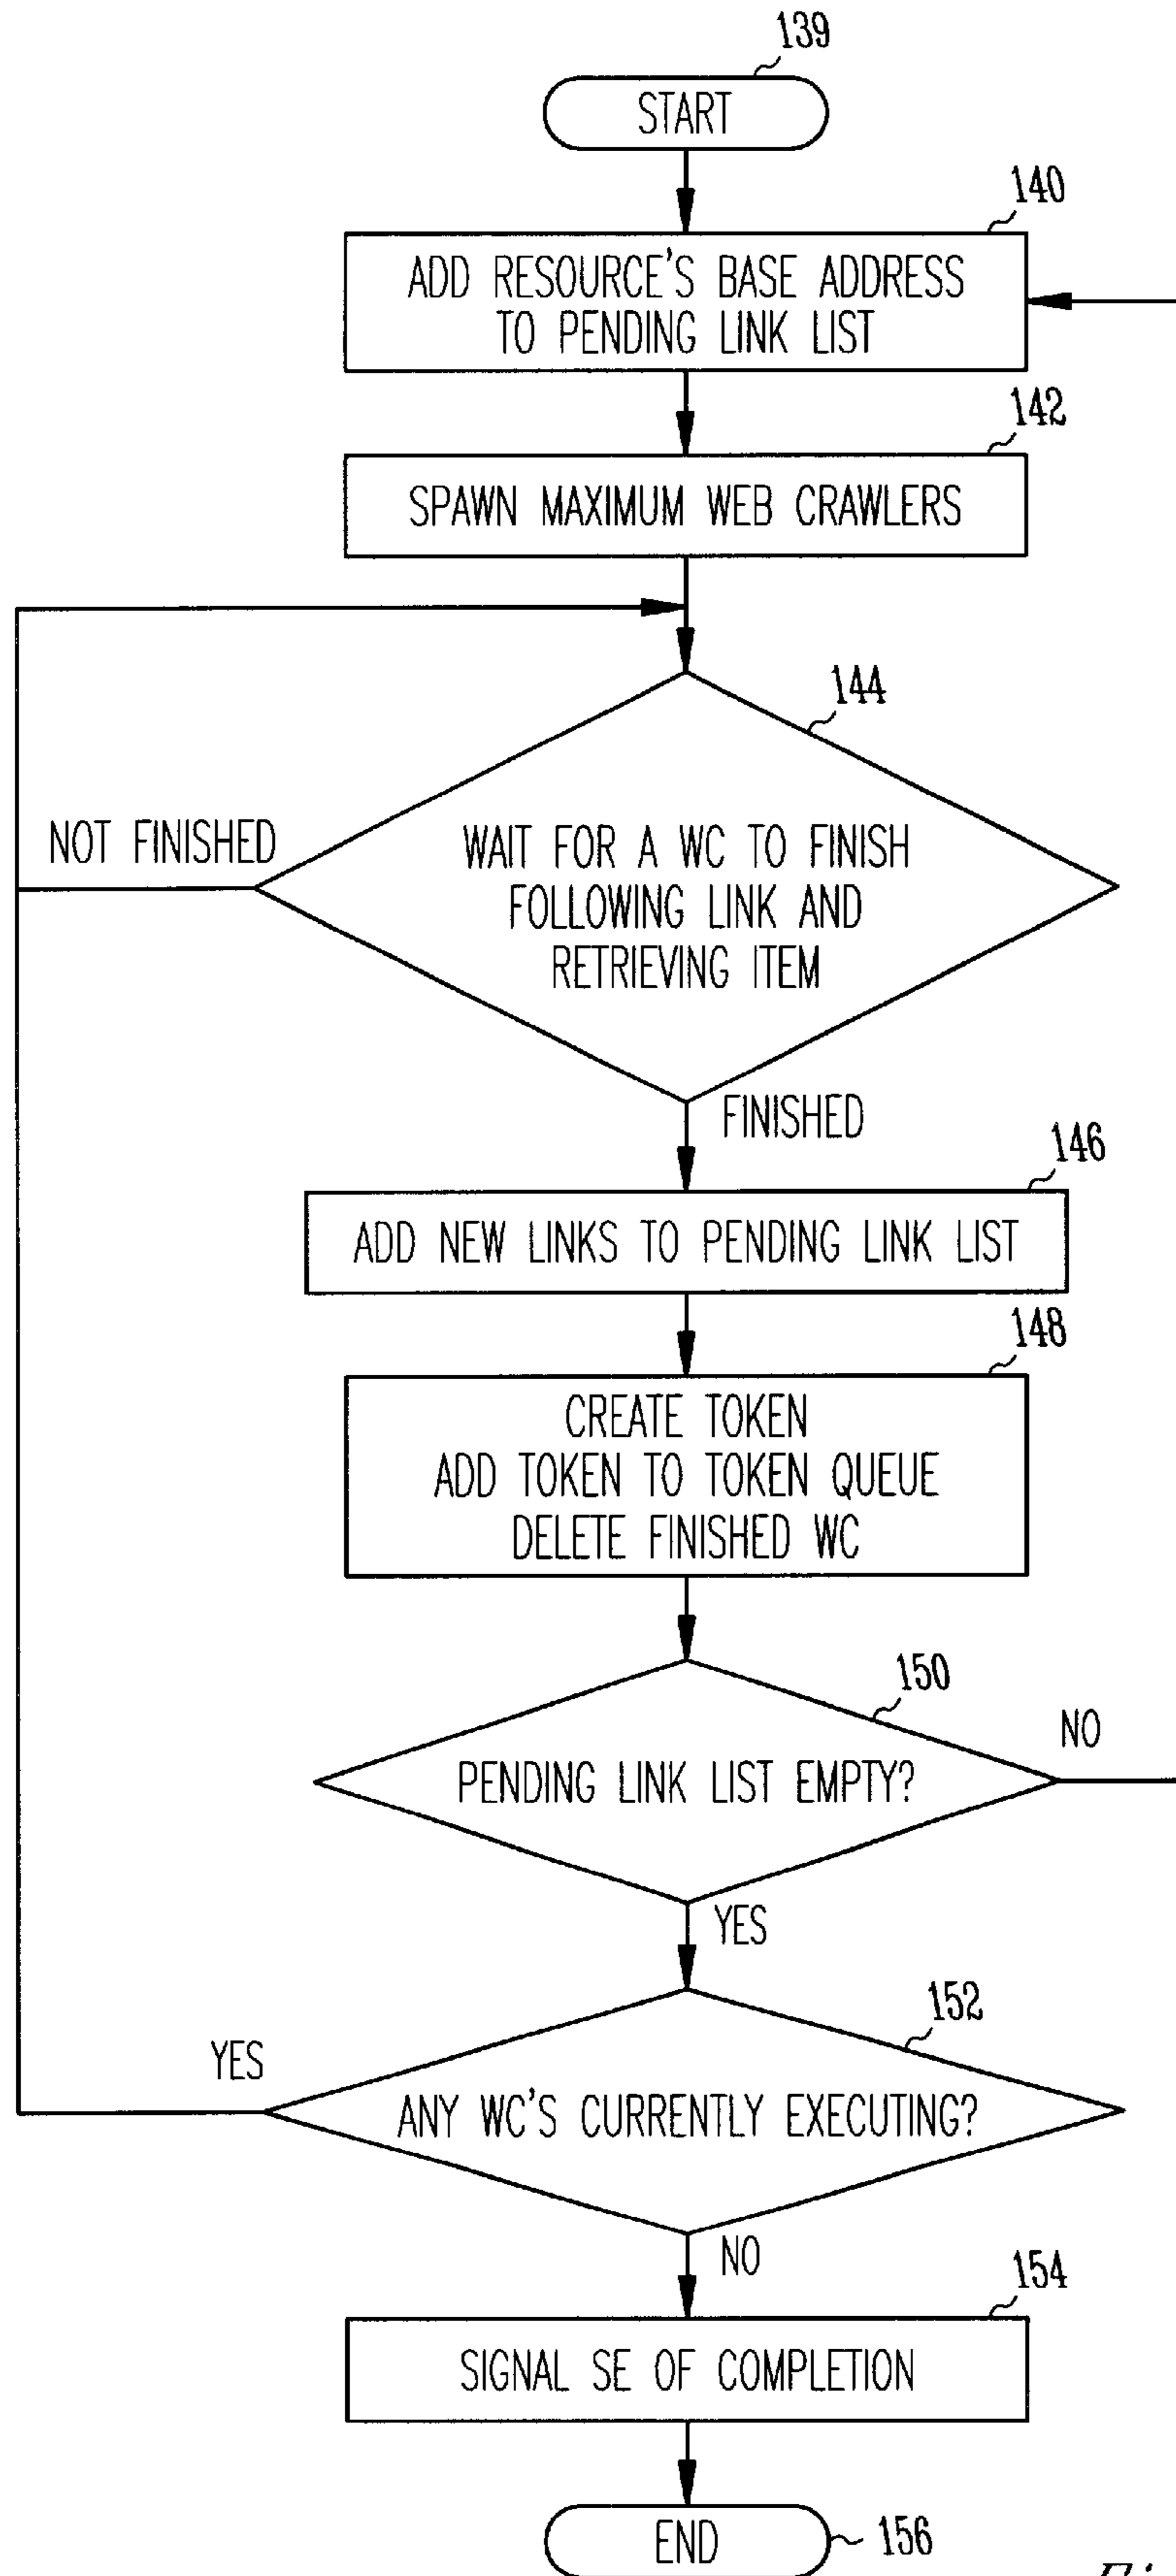 139
START
140
ADD RESOURCE'S BASE ADDRESS
TO PENDING LINK LIST
142
SPAWN MAXIMUM WEB CRAWLERS
144
NOT FINISHED
WAIT FOR A WC TO FINISH
FOLLOWING LINK AND
RETRIEVING ITEM
FINISHED
146
ADD NEW LINKS TO PENDING LINK LIST
148
CREATE TOKEN
ADD TOKEN TO TOKEN QUEUE
DELETE FINISHED WC
150
NO
PENDING LINK LIST EMPTY?
YES
152
YES
ANY WC'S CURRENTLY EXECUTING?
NO
154
SIGNAL SE OF COMPLETION
END
156